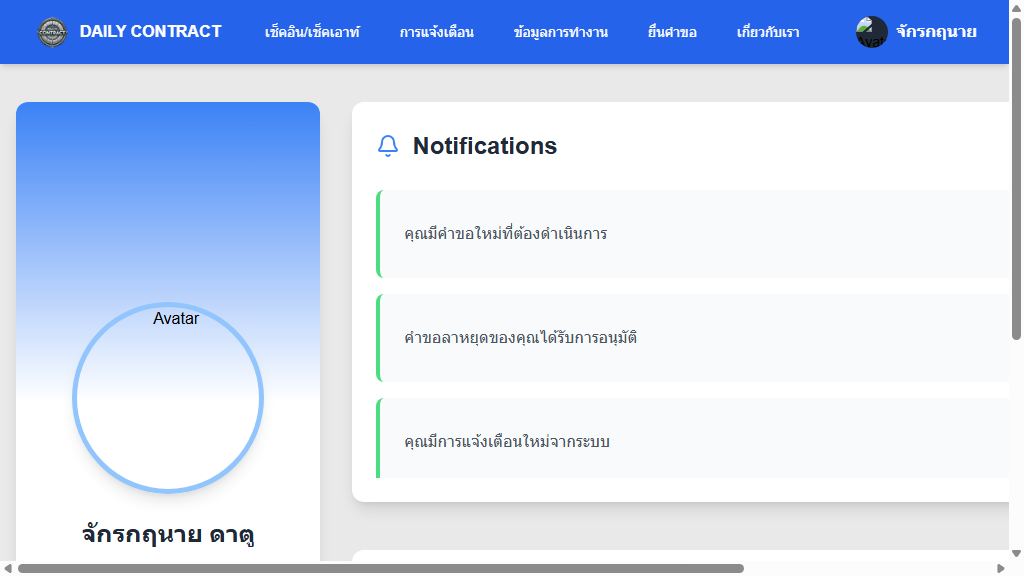 DAILY CONTRACT
เช็คอิน/เช็คเอาท์
การแจ้งเตือน
ข้อมูลการทำงาน
ยื่นคำขอ
เกี่ยวกับเรา
จักรกฤนาย
Avatar
จักรกฤนาย ดาตู
Notifications
คุณมีคำขอใหม่ที่ต้องดำเนินการ
คำขอลาหยุดของคุณได้รับการอนุมัติ
คุณมีการแจ้งเตือนใหม่จากระบบ